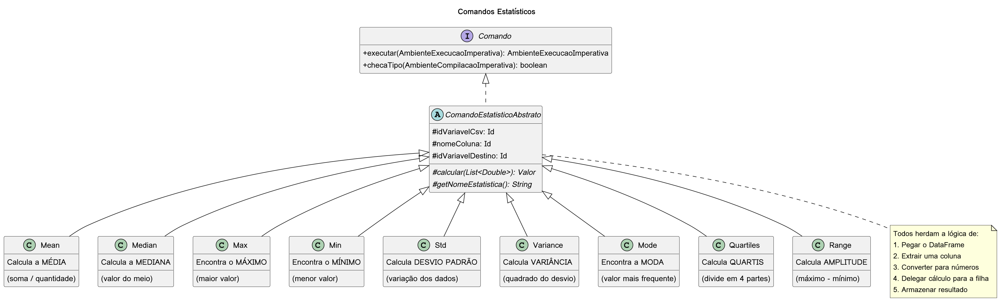 Comandos Estatísticos
I Comando
+executar(AmbienteExecucaoImperativa): AmbienteExecucaoImperativa
+checaTipo(AmbienteCompilacaoImperativa): boolean
A ComandoEstatisticoAbstrato
#idVariavelCsv: Id
#nomeColuna: Id
#idVariavelDestino: Id
#calcular(List<Double>): Valor
#getNomeEstatistica(): String
C Mean
Calcula a MÉDIA
(soma / quantidade)
C Median
Calcula a MEDIANA
(valor do meio)
C Max
Encontra o MÁXIMO
(maior valor)
C Min
Encontra o MÍNIMO
(menor valor)
C Std
Calcula DESVIO PADRÃO
(variação dos dados)
C Variance
Calcula VARIÂNCIA
(quadrado do desvio)
C Mode
Encontra a MODA
(valor mais frequente)
C Quartiles
Calcula QUARTIS
(divide em 4 partes)
C Range
Calcula AMPLITUDE
(máximo - mínimo)
Todos herdam a lógica de:
1. Pegar o DataFrame
2. Extrair uma coluna
3. Converter para números
4. Delegar cálculo para a filha
5. Armazenar resultado